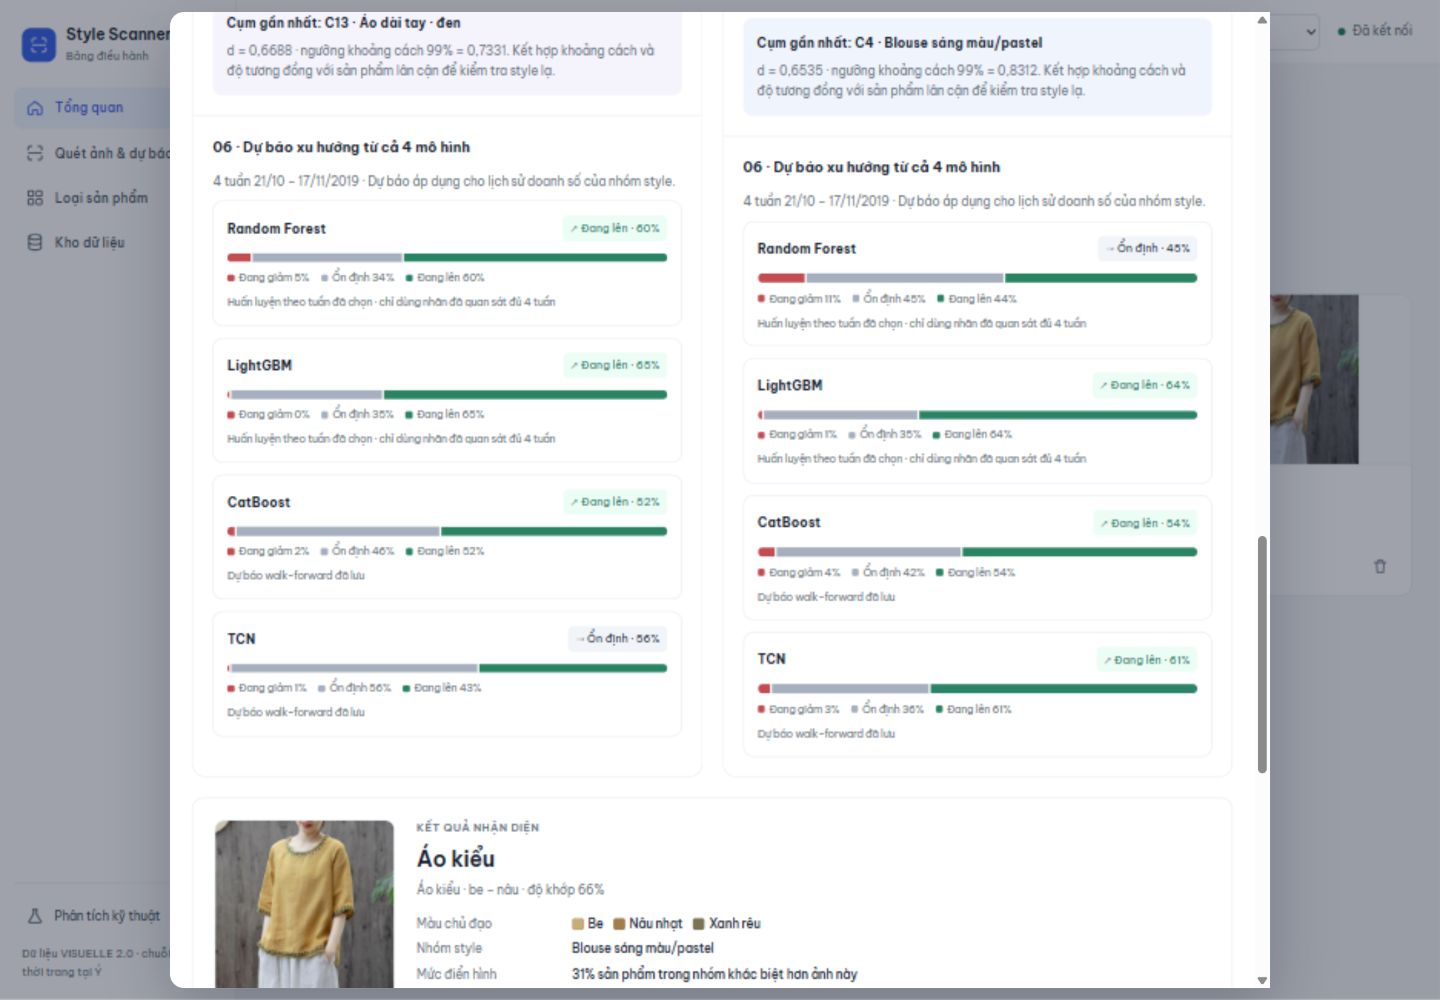 Style Scanner
Bảng điều hành
Tổng quan
Quét ảnh & dự báo
Loại sản phẩm
Kho dữ liệu
Phân tích kỹ thuật
Dữ liệu VISUELLE 2.0 · chuỗi
thời trang tại Ý
Đã kết nối
Cụm gần nhất: C13 · Áo dài tay · đen
d = 0,6688 · ngưỡng khoảng cách 99% = 0,7331. Kết hợp khoảng cách và
độ tương đồng với sản phẩm lân cận để kiểm tra style lạ.
06 · Dự báo xu hướng từ cả 4 mô hình
4 tuần 21/10 – 17/11/2019 · Dự báo áp dụng cho lịch sử doanh số của nhóm style.
Random Forest
↗ Đang lên · 60%
Đang giảm 5% Ổn định 34% Đang lên 60%
Huấn luyện theo tuần đã chọn · chỉ dùng nhãn đã quan sát đủ 4 tuần
LightGBM
↗ Đang lên · 65%
Đang giảm 0% Ổn định 35% Đang lên 65%
Huấn luyện theo tuần đã chọn · chỉ dùng nhãn đã quan sát đủ 4 tuần
CatBoost
↗ Đang lên · 52%
Đang giảm 2% Ổn định 46% Đang lên 52%
Dự báo walk-forward đã lưu
TCN
→ Ổn định · 56%
Đang giảm 1% Ổn định 56% Đang lên 43%
Dự báo walk-forward đã lưu
Cụm gần nhất: C4 · Blouse sáng màu/pastel
d = 0,6535 · ngưỡng khoảng cách 99% = 0,8312. Kết hợp khoảng cách và
độ tương đồng với sản phẩm lân cận để kiểm tra style lạ.
06 · Dự báo xu hướng từ cả 4 mô hình
4 tuần 21/10 – 17/11/2019 · Dự báo áp dụng cho lịch sử doanh số của nhóm style.
Random Forest
→ Ổn định · 45%
Đang giảm 11% Ổn định 45% Đang lên 44%
Huấn luyện theo tuần đã chọn · chỉ dùng nhãn đã quan sát đủ 4 tuần
LightGBM
↗ Đang lên · 64%
Đang giảm 1% Ổn định 35% Đang lên 64%
Huấn luyện theo tuần đã chọn · chỉ dùng nhãn đã quan sát đủ 4 tuần
CatBoost
↗ Đang lên · 54%
Đang giảm 4% Ổn định 42% Đang lên 54%
Dự báo walk-forward đã lưu
TCN
↗ Đang lên · 61%
Đang giảm 3% Ổn định 36% Đang lên 61%
Dự báo walk-forward đã lưu
KẾT QUẢ NHẬN DIỆN
Áo kiểu
Áo kiểu · be – nâu · độ khớp 66%
Màu chủ đạo Be Nâu nhạt Xanh rêu
Nhóm style Blouse sáng màu/pastel
Mức điển hình 31% sản phẩm trong nhóm khác biệt hơn ảnh này